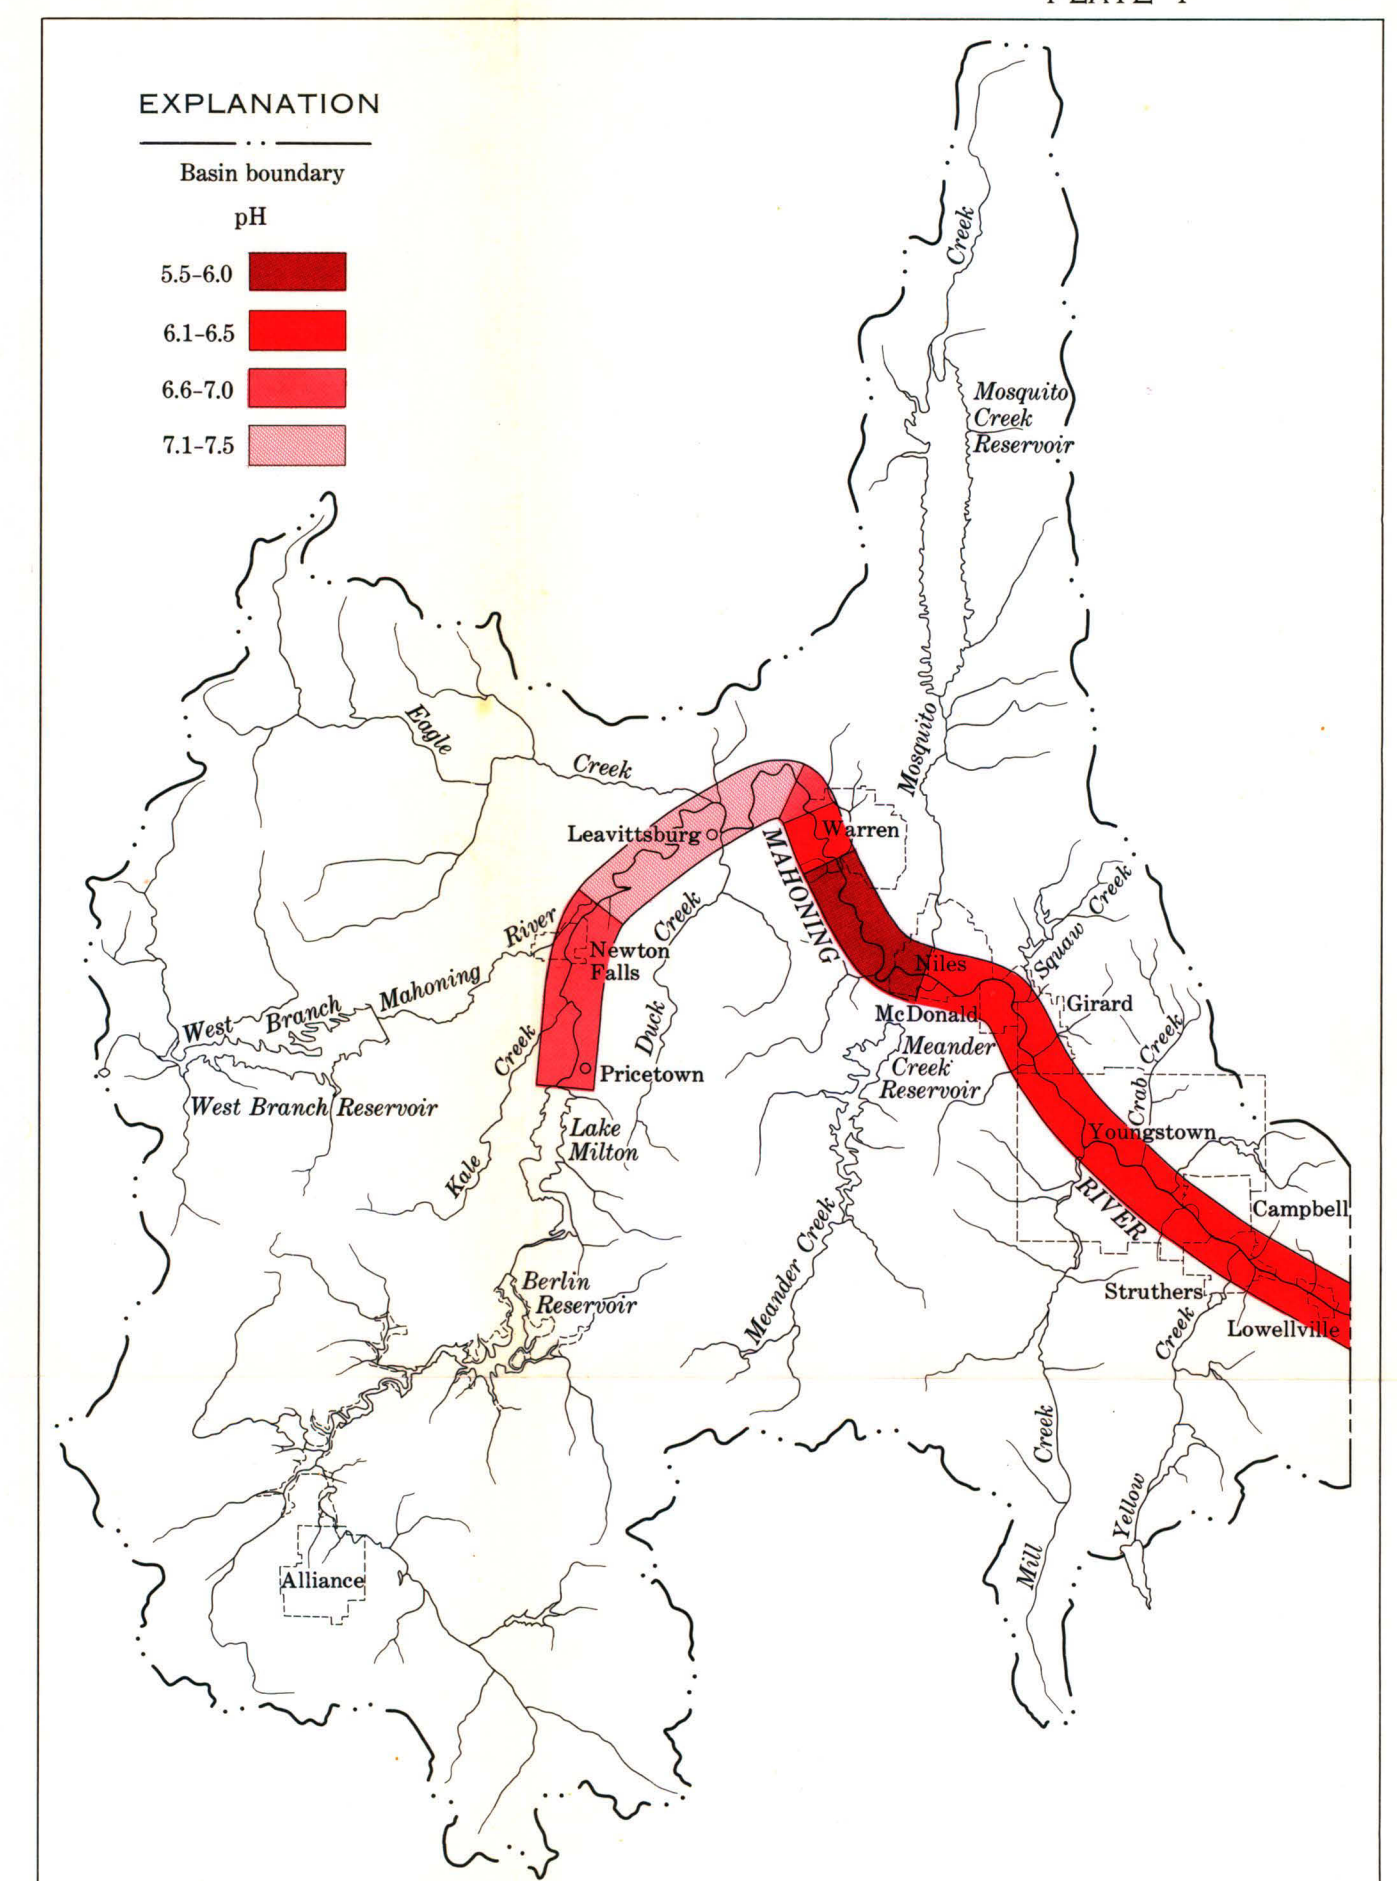 PLATE 1
EXPLANATION
Basin boundary
pH
5.5–6.0
6.1–6.5
6.6–7.0
7.1–7.5
Creek
Mosquito
Creek
Reservoir
Mosquito
Eagle
Creek
Leavittsburg
Warren
MAHONING
Creek
Duck
River
Mahoning
Branch
West
Newton
Falls
Niles
Squaw
Creek
McDonald
Girard
Meander
Creek
Reservoir
Creek
Kale
Pricetown
West Branch Reservoir
Lake
Milton
Crab
Creek
Youngstown
RIVER
Campbell
Meander Creek
Berlin
Reservoir
Struthers
Creek
Lowellville
Creek
Yellow
Mill
Alliance